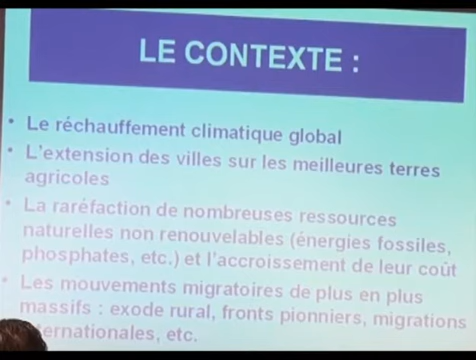 LE CONTEXTE :
• Le réchauffement climatique global
• L'extension des villes sur les meilleures terres
agricoles
• La raréfaction de nombreuses ressources
naturelles non renouvelables (énergies fossiles,
phosphates, etc.) et l'accroissement de leur coût
• Les mouvements migratoires de plus en plus
massifs : exode rural, fronts pionniers, migrations
ternationales, etc.